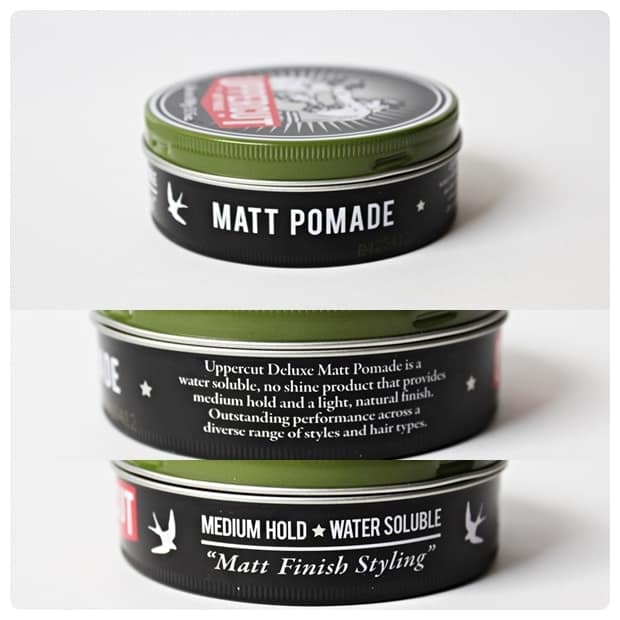 UPPERCUT
MATT POMADE
Uppercut Deluxe Matt Pomade is a
water soluble, no shine product that provides
medium hold and a light, natural finish.
Outstanding performance across a
diverse range of styles and hair types.
MEDIUM HOLD ★ WATER SOLUBLE
“Matt Finish Styling”